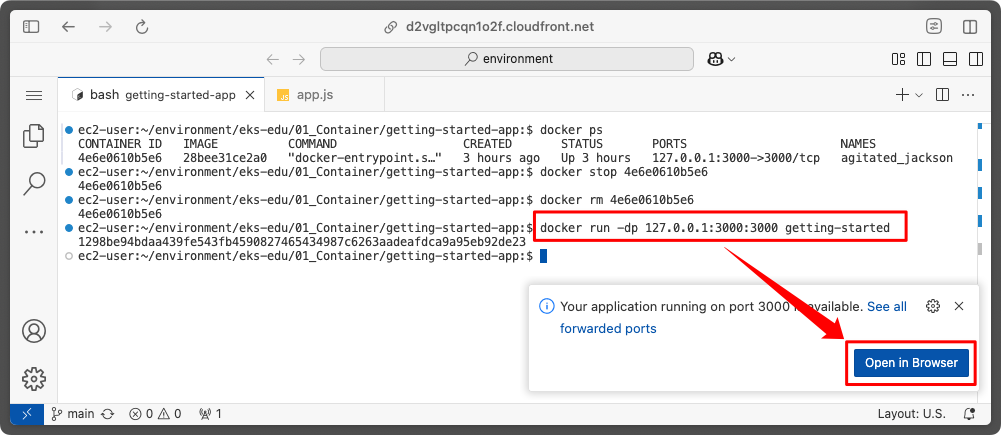 d2vgltpcqn1o2f.cloudfront.net
environment
bash getting-started-app
JS app.js
ec2-user:~/environment/eks-edu/01_Container/getting-started-app:$ docker ps
CONTAINER ID IMAGE COMMAND CREATED STATUS PORTS NAMES
4e6e0610b5e6 28bee31ce2a0 "docker-entrypoint.s…" 3 hours ago Up 3 hours 127.0.0.1:3000->3000/tcp agitated_jackson
ec2-user:~/environment/eks-edu/01_Container/getting-started-app:$ docker stop 4e6e0610b5e6
4e6e0610b5e6
ec2-user:~/environment/eks-edu/01_Container/getting-started-app:$ docker rm 4e6e0610b5e6
4e6e0610b5e6
ec2-user:~/environment/eks-edu/01_Container/getting-started-app:$ docker run -dp 127.0.0.1:3000:3000 getting-started
1298be94bdaa439fe543fb4590827465434987c6263aadeafdca9a95eb92de23
ec2-user:~/environment/eks-edu/01_Container/getting-started-app:$
Your application running on port 3000 is available. See all
forwarded ports
Open in Browser
main 0 0 1 Layout: U.S.